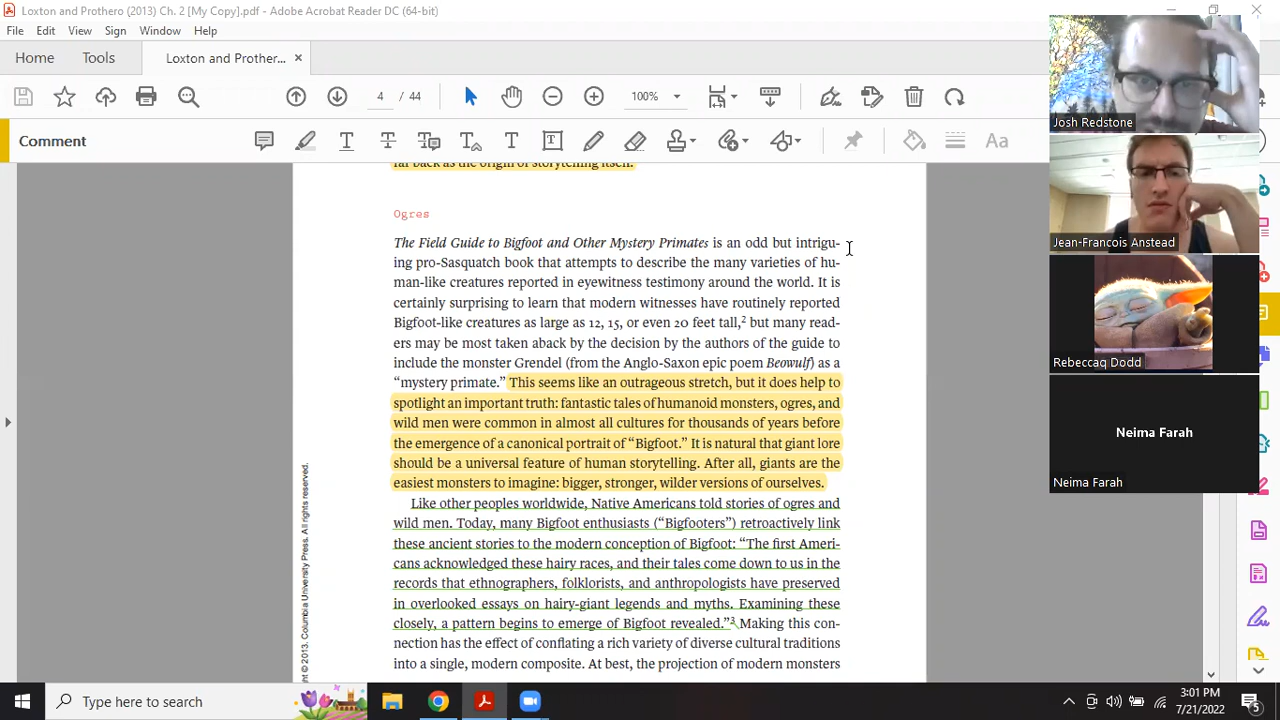 Loxton and Prothero (2013) Ch. 2 [My Copy].pdf - Adobe Acrobat Reader DC (64-bit)
File Edit View Sign Window Help
Home Tools Loxton and Prother... ×
4 / 44 100%
Comment
Aa
far back as the origin of storytelling itself.
Ogres
The Field Guide to Bigfoot and Other Mystery Primates is an odd but intrigu-
ing pro-Sasquatch book that attempts to describe the many varieties of hu-
man-like creatures reported in eyewitness testimony around the world. It is
certainly surprising to learn that modern witnesses have routinely reported
Bigfoot-like creatures as large as 12, 15, or even 20 feet tall,2 but many read-
ers may be most taken aback by the decision by the authors of the guide to
include the monster Grendel (from the Anglo-Saxon epic poem Beowulf) as a
“mystery primate.” This seems like an outrageous stretch, but it does help to
spotlight an important truth: fantastic tales of humanoid monsters, ogres, and
wild men were common in almost all cultures for thousands of years before
the emergence of a canonical portrait of “Bigfoot.” It is natural that giant lore
should be a universal feature of human storytelling. After all, giants are the
easiest monsters to imagine: bigger, stronger, wilder versions of ourselves.
Like other peoples worldwide, Native Americans told stories of ogres and
wild men. Today, many Bigfoot enthusiasts (“Bigfooters”) retroactively link
these ancient stories to the modern conception of Bigfoot: “The first Ameri-
cans acknowledged these hairy races, and their tales come down to us in the
records that ethnographers, folklorists, and anthropologists have preserved
in overlooked essays on hairy-giant legends and myths. Examining these
closely, a pattern begins to emerge of Bigfoot revealed.”3 Making this con-
nection has the effect of conflating a rich variety of diverse cultural traditions
into a single, modern composite. At best, the projection of modern monsters
ght © 2013. Columbia University Press. All rights reserved.
Josh Redstone
Jean-Francois Anstead
Rebeccaq Dodd
Neima Farah
Neima Farah
Type here to search
3:01 PM
7/21/2022
5